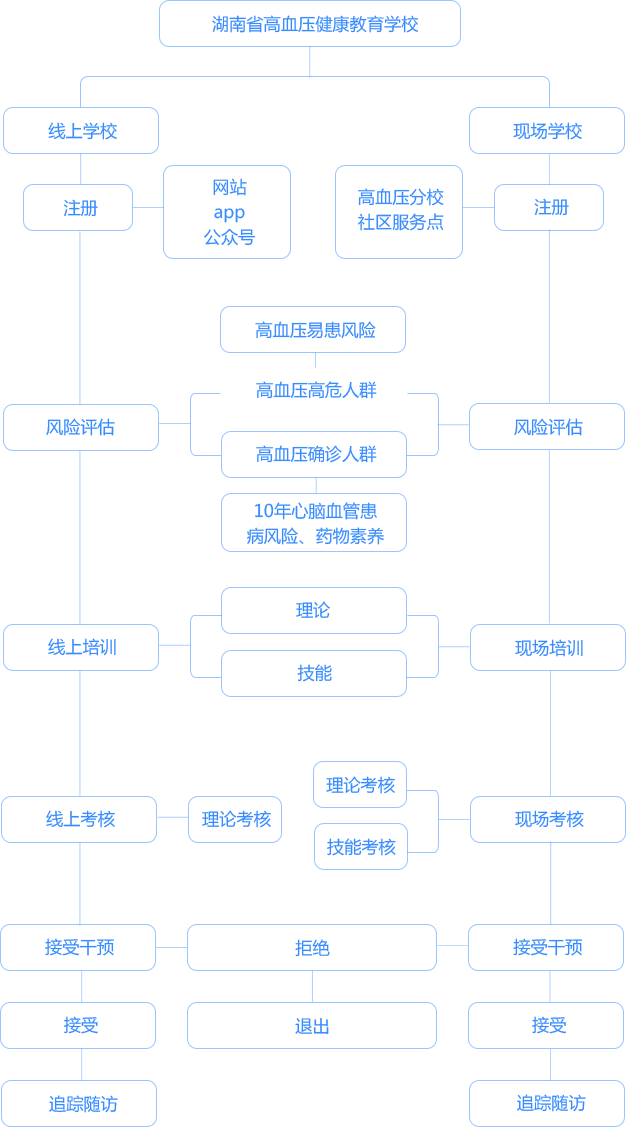 湖南省高血压健康教育学校
线上学校
现场学校
注册
网站
app
公众号
高血压分校
社区服务点
注册
高血压易患风险
高血压高危人群
风险评估
风险评估
高血压确诊人群
10年心脑血管患
病风险、药物素养
理论
线上培训
现场培训
技能
理论考核
线上考核
理论考核
现场考核
技能考核
接受干预
拒绝
接受干预
接受
退出
接受
追踪随访
追踪随访